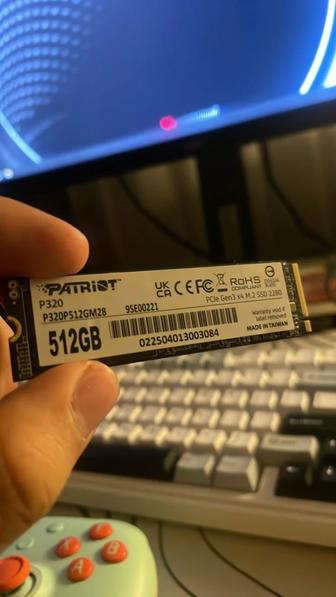 PATRIOT
P320
P320P512GM28 9SE00221
512GB
022504013003084
UK CA CE FC RoHS COMPLIANT
PCIe Gen3 x4 M.2 SSD 2280
Warranty void if label removed
MADE IN TAIWAN
X
A
B